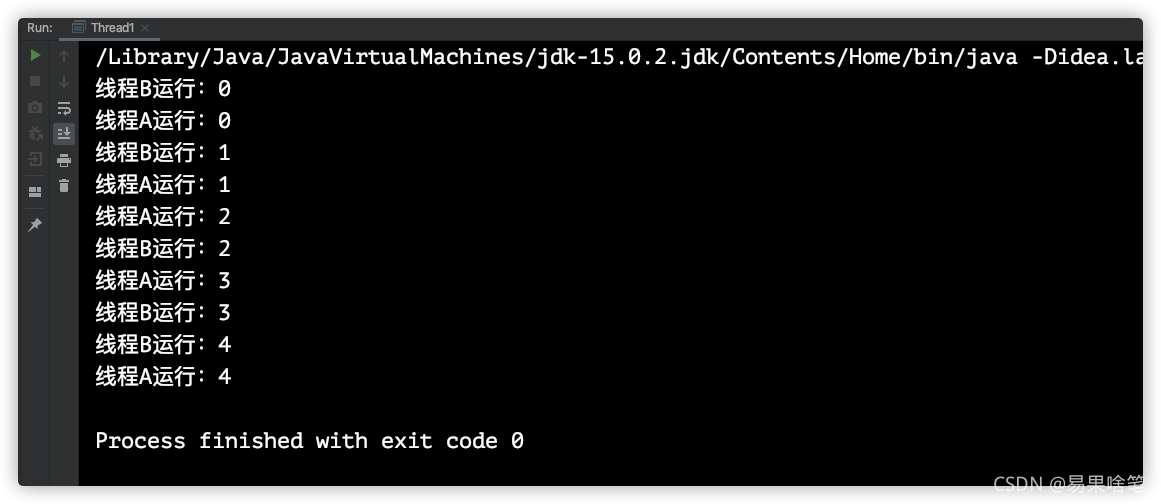 Run: Thread1
/Library/Java/JavaVirtualMachines/jdk-15.0.2.jdk/Contents/Home/bin/java -Didea.la
线程B运行：0
线程A运行：0
线程B运行：1
线程A运行：1
线程A运行：2
线程B运行：2
线程A运行：3
线程B运行：3
线程B运行：4
线程A运行：4
Process finished with exit code 0
CSDN @易果啥笔